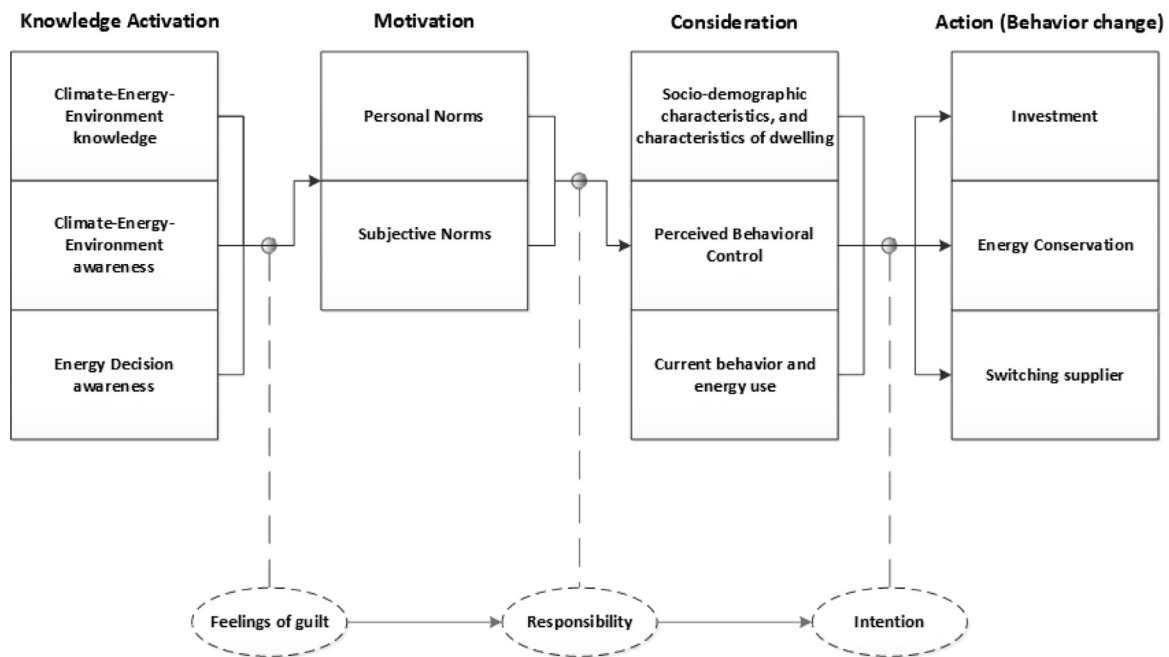 Knowledge Activation
Motivation
Consideration
Action (Behavior change)
Climate-Energy-
Environment
knowledge
Climate-Energy-
Environment
awareness
Energy Decision
awareness
Personal Norms
Subjective Norms
Socio-demographic
characteristics, and
characteristics of dwelling
Perceived Behavioral
Control
Current behavior and
energy use
Investment
Energy Conservation
Switching supplier
Feelings of guilt
Responsibility
Intention